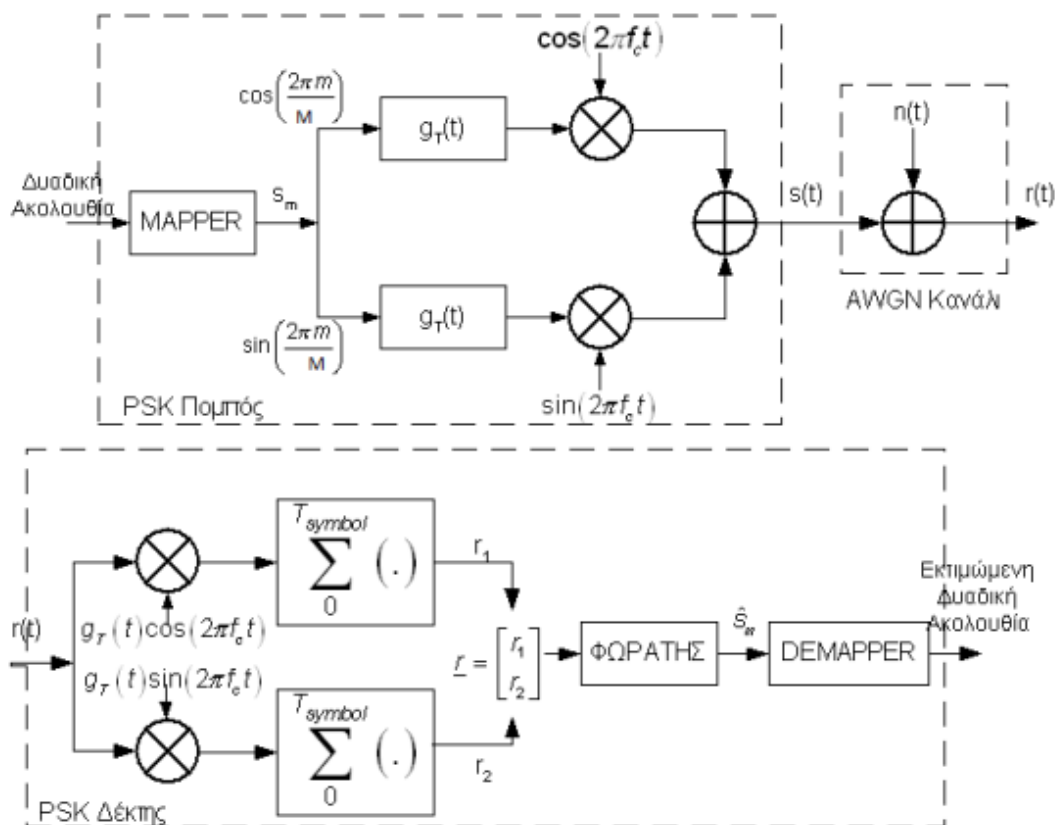 cos(2πf_c t)
cos(2πm/M)
n(t)
g_T(t)
Δυαδική
Ακολουθία
MAPPER
s_m
s(t)
r(t)
AWGN Κανάλι
g_T(t)
sin(2πm/M)
PSK Πομπός
sin(2πf_c t)
T_symbol
∑ (.)
0
r_1
Εκτιμώμενη
Δυαδική
Ακολουθία
r(t)
g_T(t)cos(2πf_c t)
g_T(t)sin(2πf_c t)
r = [r_1 r_2]
ΦΩΡΑΤΗΣ
ŝ_m
DEMAPPER
T_symbol
∑ (.)
0
r_2
PSK Δέκτης